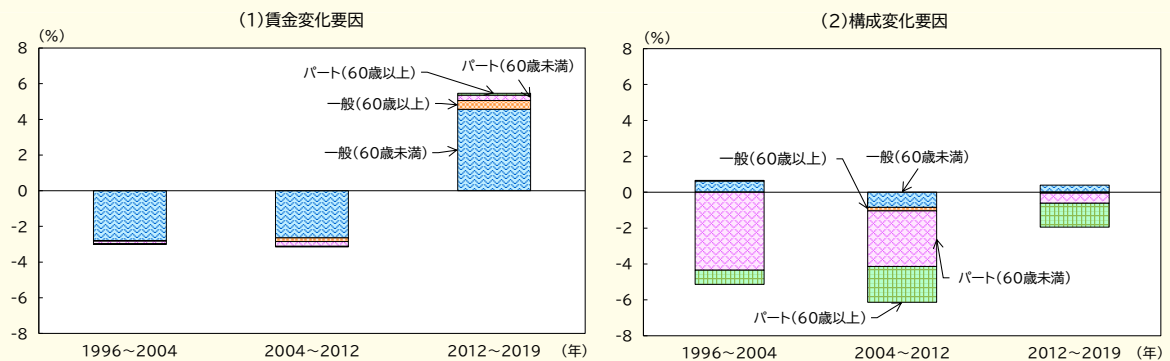 (1)賃金変化要因
(%)
8
6
4
2
0
-2
-4
-6
-8
パート(60歳以上)
パート(60歳未満)
一般(60歳以上)
一般(60歳未満)
1996~2004
2004~2012
2012~2019
(年)
(2)構成変化要因
(%)
8
6
4
2
0
-2
-4
-6
-8
一般(60歳以上)
一般(60歳未満)
パート(60歳未満)
パート(60歳以上)
1996~2004
2004~2012
2012~2019
(年)